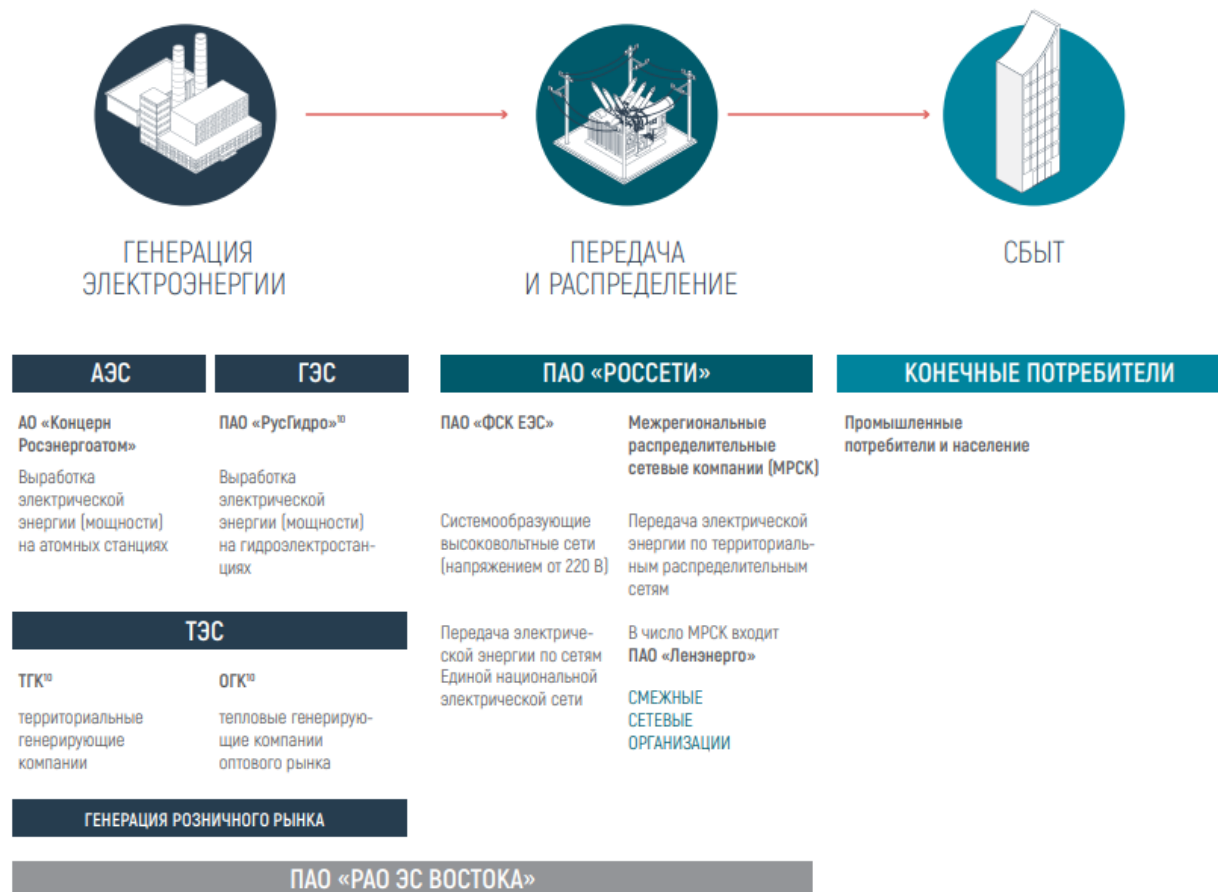 ГЕНЕРАЦИЯ
ЭЛЕКТРОЭНЕРГИИ
ПЕРЕДАЧА
И РАСПРЕДЕЛЕНИЕ
СБЫТ
АЭС
АО «Концерн
Росэнергоатом»
Выработка
электрической
энергии (мощности)
на атомных станциях
ГЭС
ПАО «РусГидро»¹⁰
Выработка
электрической
энергии (мощности)
на гидроэлектростан-
циях
ТЭС
ТГК¹⁰
территориальные
генерирующие
компании
ОГК¹⁰
тепловые генерирую-
щие компании
оптового рынка
ГЕНЕРАЦИЯ РОЗНИЧНОГО РЫНКА
ПАО «РОССЕТИ»
ПАО «ФСК ЕЭС»
Системообразующие
высоковольтные сети
(напряжением от 220 В)
Передача электриче-
ской энергии по сетям
Единой национальной
электрической сети
Межрегиональные
распределительные
сетевые компании (МРСК)
Передача электрической
энергии по территориаль-
ным распределительным
сетям
В число МРСК входит
ПАО «Ленэнерго»
СМЕЖНЫЕ
СЕТЕВЫЕ
ОРГАНИЗАЦИИ
КОНЕЧНЫЕ ПОТРЕБИТЕЛИ
Промышленные
потребители и население
ПАО «РАО ЭС ВОСТОКА»